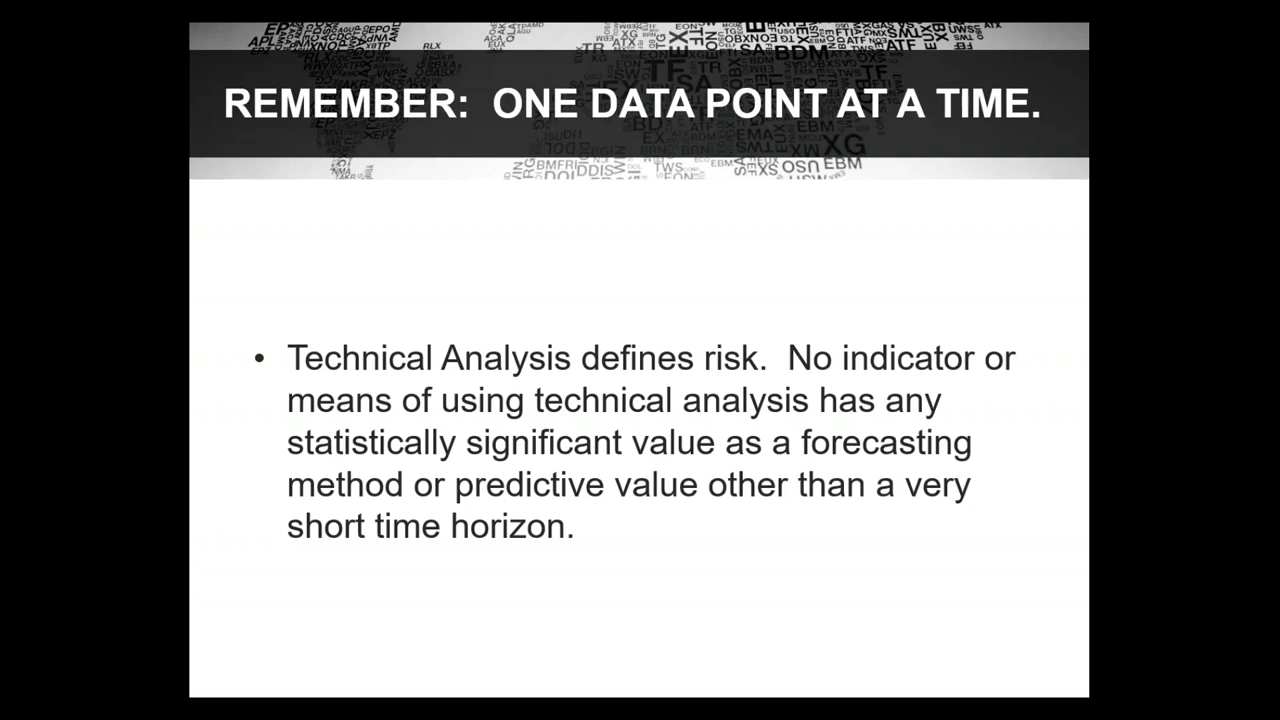 REMEMBER:  ONE DATA POINT AT A TIME.
• Technical Analysis defines risk.  No indicator or
means of using technical analysis has any
statistically significant value as a forecasting
method or predictive value other than a very
short time horizon.